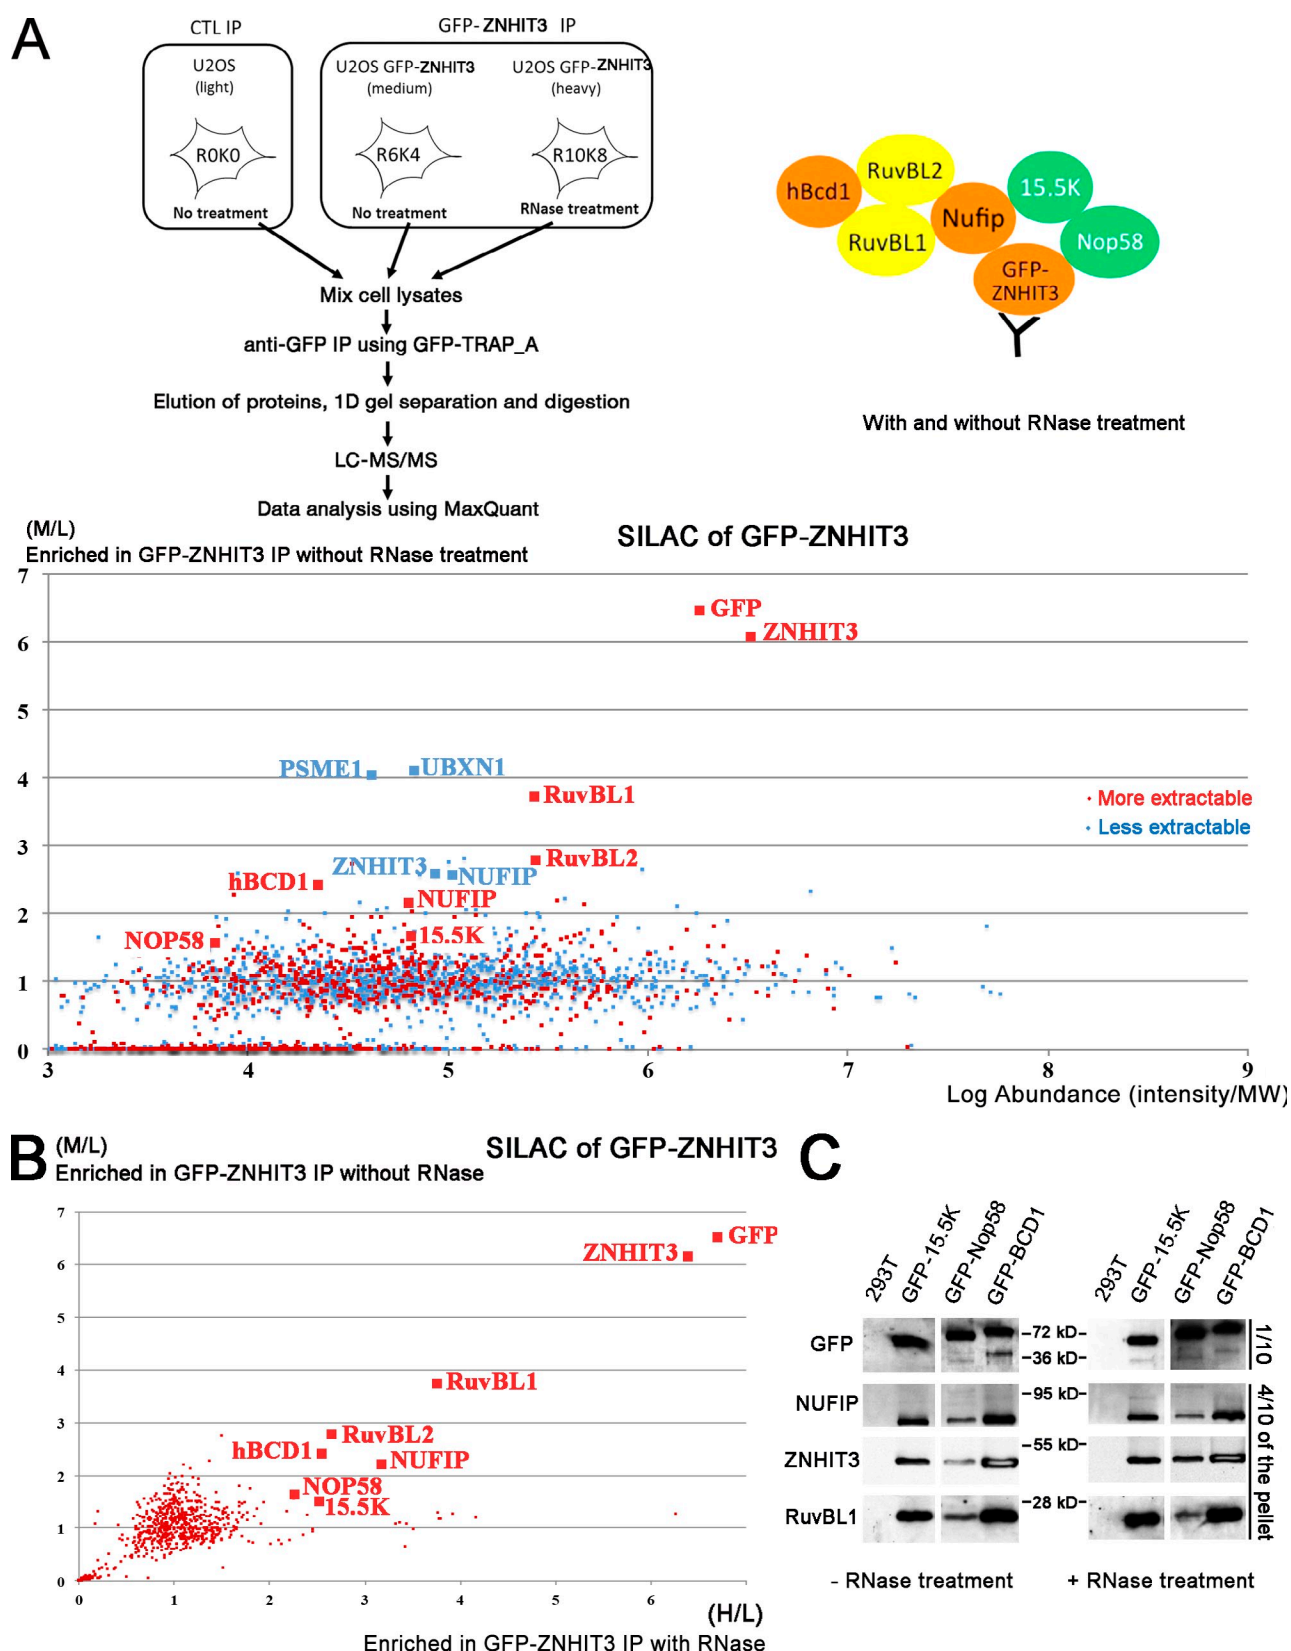 A
CTL IP
GFP-ZNHIT3 IP
U2OS
(light)
U2OS GFP-ZNHIT3
(medium)
U2OS GFP-ZNHIT3
(heavy)
R0K0
R6K4
R10K8
No treatment
No treatment
RNase treatment
Mix cell lysates
anti-GFP IP using GFP-TRAP_A
Elution of proteins, 1D gel separation and digestion
LC-MS/MS
Data analysis using MaxQuant
hBcd1
RuvBL2
RuvBL1
Nufip
15.5K
Nop58
GFP-
ZNHIT3
With and without RNase treatment
(M/L)
Enriched in GFP-ZNHIT3 IP without RNase treatment
SILAC of GFP-ZNHIT3
7
6
5
4
3
2
1
0
GFP
ZNHIT3
PSME1
UBXN1
RuvBL1
More extractable
Less extractable
RuvBL2
ZNHIT3
NUFIP
hBCD1
NUFIP
NOP58
15.5K
3 4 5 6 7 8 9
Log Abundance (intensity/MW)
B
(M/L)
Enriched in GFP-ZNHIT3 IP without RNase
SILAC of GFP-ZNHIT3
7
6
5
4
3
2
1
0
GFP
ZNHIT3
RuvBL1
RuvBL2
hBCD1
NUFIP
NOP58
15.5K
0 1 2 3 4 5 6
(H/L)
Enriched in GFP-ZNHIT3 IP with RNase
C
293T
GFP-15.5K
GFP-Nop58
GFP-BCD1
293T
GFP-15.5K
GFP-Nop58
GFP-BCD1
GFP
NUFIP
ZNHIT3
RuvBL1
-72 kD-
-36 kD-
-95 kD-
-55 kD-
-28 kD-
1/10
4/10 of the pellet
- RNase treatment
+ RNase treatment